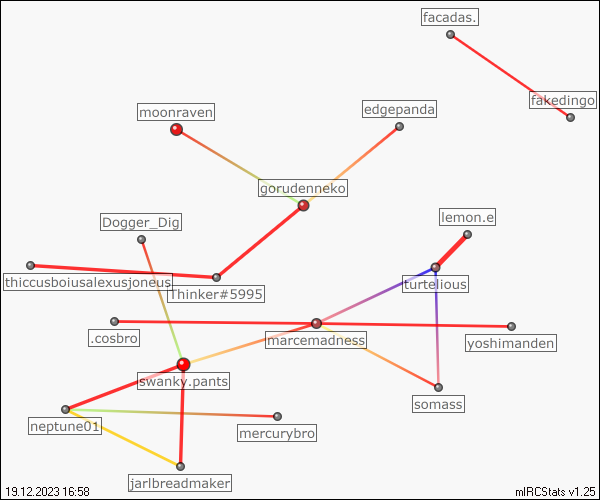 facadas.
fakedingo
moonraven
edgepanda
gorudenneko
Dogger_Dig
lemon.e
thiccusboiusalexusjoneus
Thinker#5995
turtelious
.cosbro
marcemadness
yoshimanden
swanky.pants
somass
neptune01
mercurybro
jarlbreadmaker
19.12.2023 16:58
mIRCStats v1.25